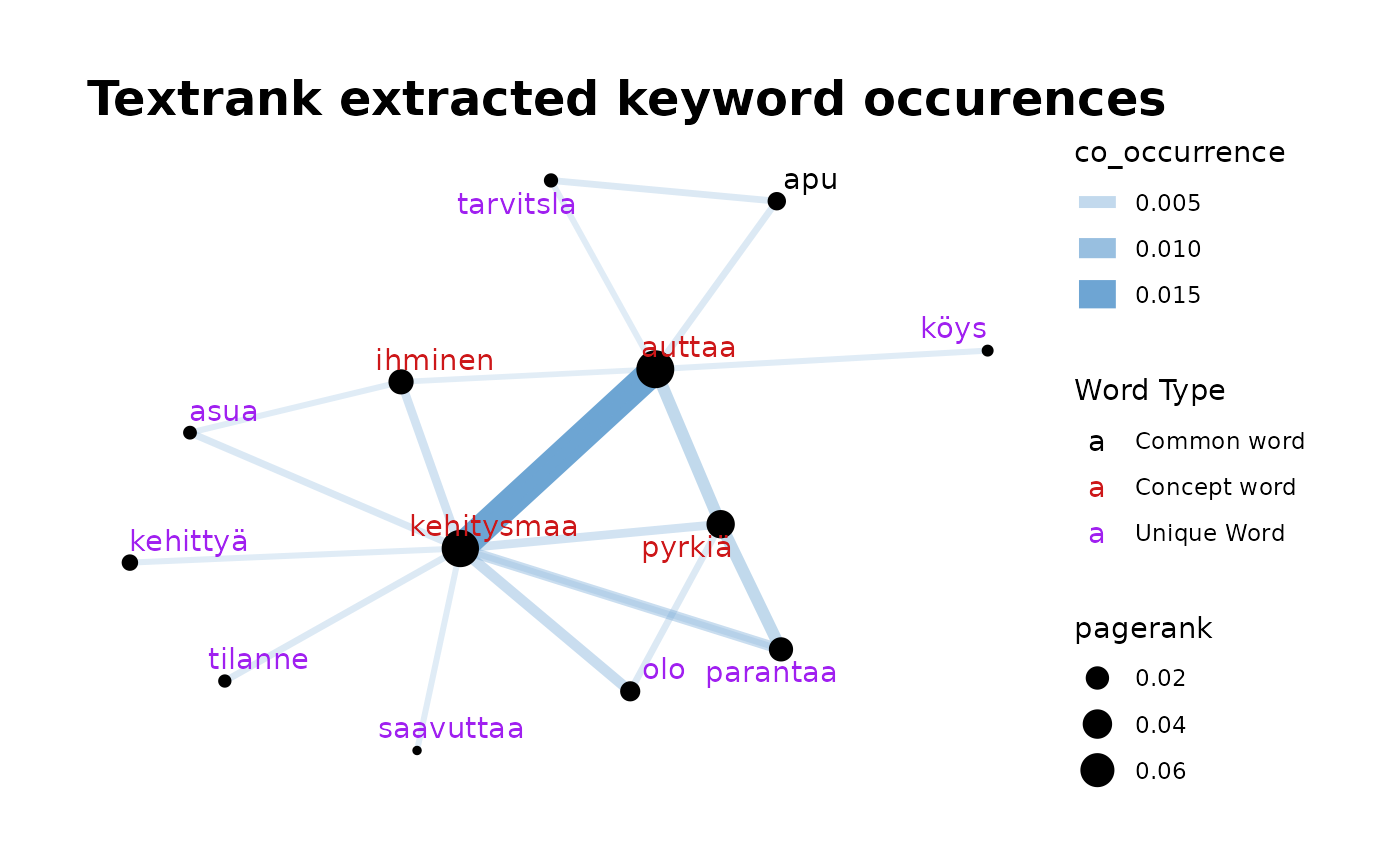 Textrank extracted keyword occurences
co_occurrence
0.005
0.010
0.015
Word Type
a Common word
a Concept word
a Unique Word
pagerank
0.02
0.04
0.06
apu
tarvitsla
köys
auttaa
ihminen
asua
kehitysmaa
kehittyä
pyrkiä
tilanne
olo
parantaa
saavuttaa